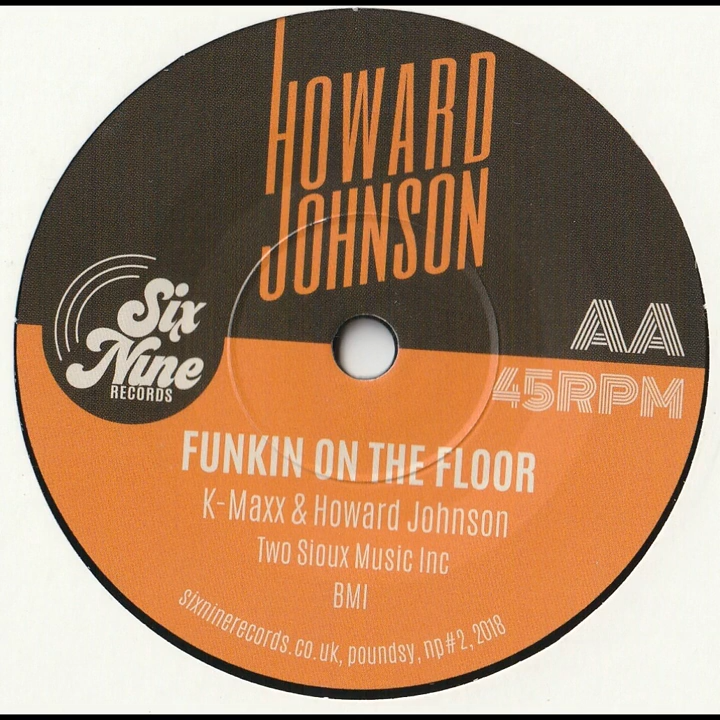 HOWARD
JOHNSON
Six
Nine
RECORDS
AA
45RPM
FUNKIN ON THE FLOOR
K-Maxx & Howard Johnson
Two Sioux Music Inc
BMI
sixninerecords.co.uk, poundsy, np#2, 2018